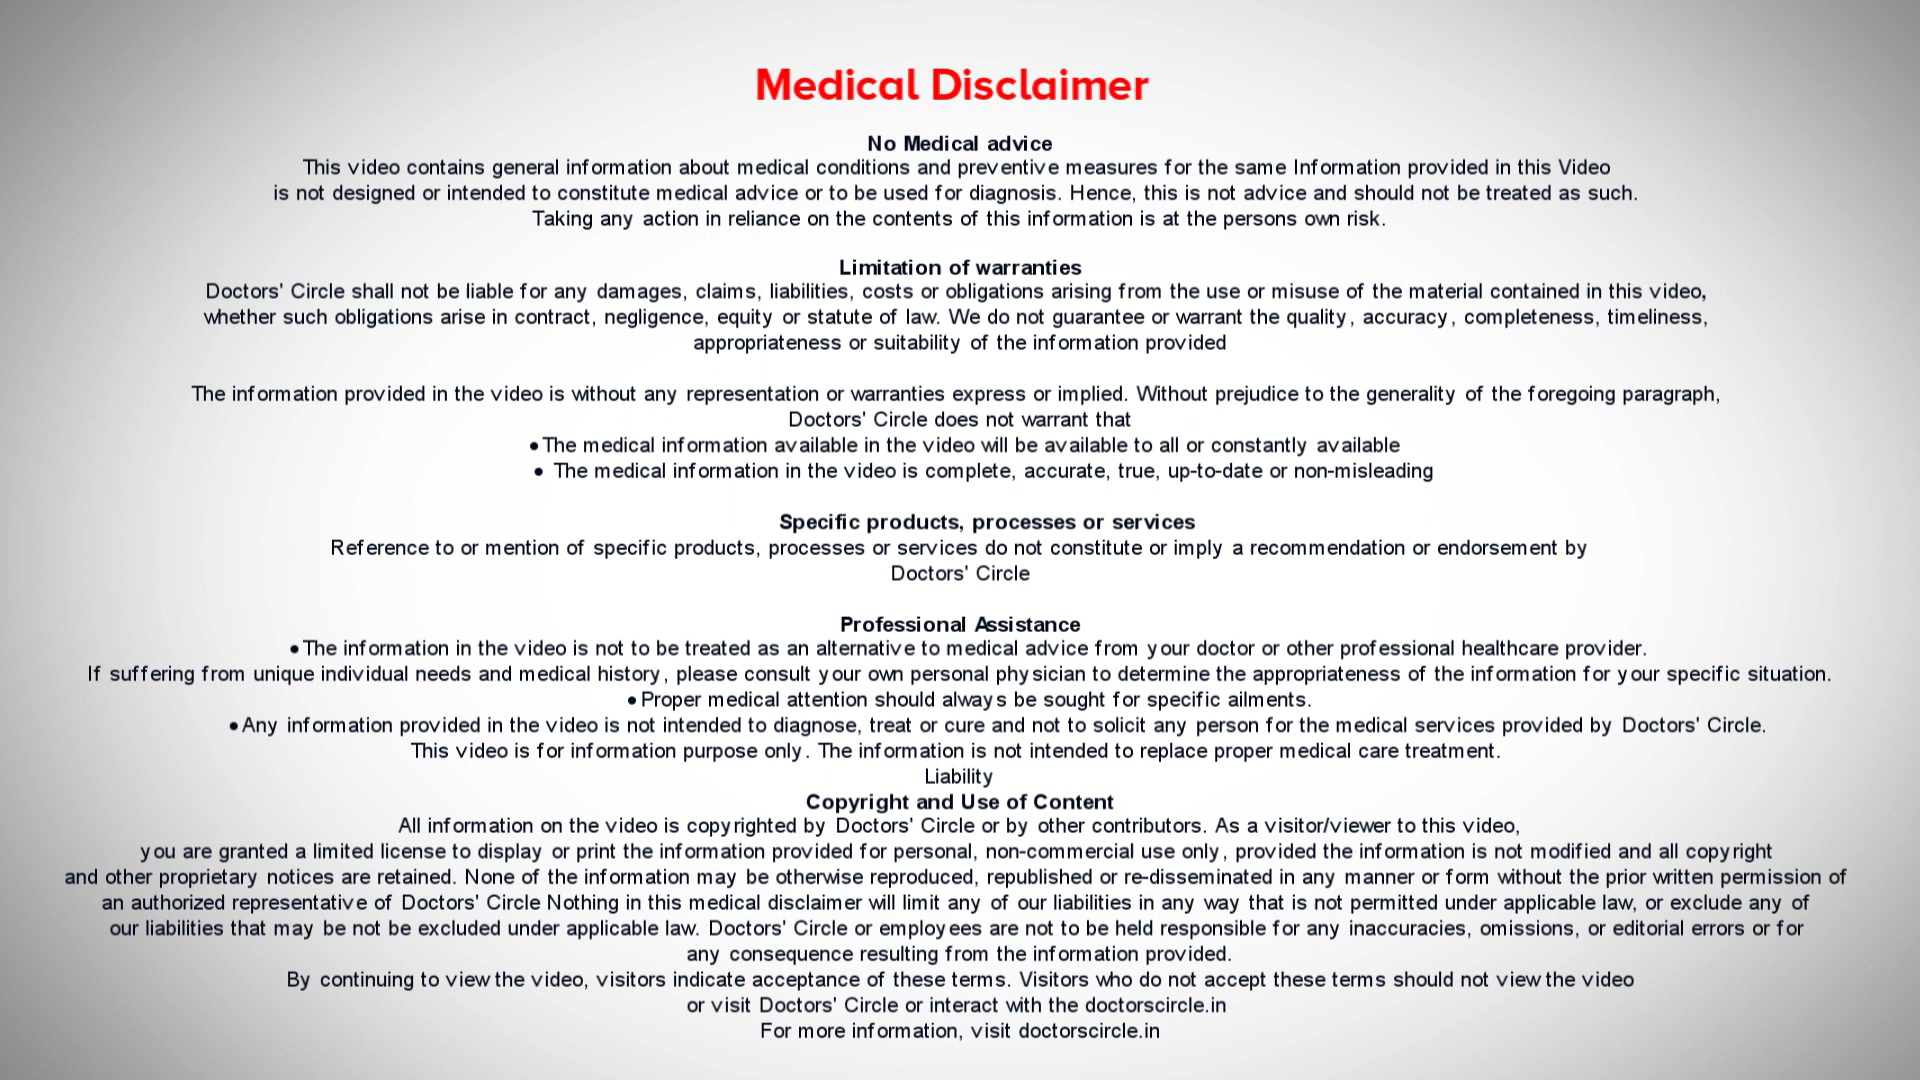 Medical Disclaimer
No Medical advice
This video contains general information about medical conditions and preventive measures for the same Information provided in this Video
is not designed or intended to constitute medical advice or to be used for diagnosis. Hence, this is not advice and should not be treated as such.
Taking any action in reliance on the contents of this information is at the persons own risk.
Limitation of warranties
Doctors' Circle shall not be liable for any damages, claims, liabilities, costs or obligations arising from the use or misuse of the material contained in this video,
whether such obligations arise in contract, negligence, equity or statute of law. We do not guarantee or warrant the quality, accuracy, completeness, timeliness,
appropriateness or suitability of the information provided
The information provided in the video is without any representation or warranties express or implied. Without prejudice to the generality of the foregoing paragraph,
Doctors' Circle does not warrant that
• The medical information available in the video will be available to all or constantly available
• The medical information in the video is complete, accurate, true, up-to-date or non-misleading
Specific products, processes or services
Reference to or mention of specific products, processes or services do not constitute or imply a recommendation or endorsement by
Doctors' Circle
Professional Assistance
• The information in the video is not to be treated as an alternative to medical advice from your doctor or other professional healthcare provider.
If suffering from unique individual needs and medical history, please consult your own personal physician to determine the appropriateness of the information for your specific situation.
• Proper medical attention should always be sought for specific ailments.
• Any information provided in the video is not intended to diagnose, treat or cure and not to solicit any person for the medical services provided by Doctors' Circle.
This video is for information purpose only. The information is not intended to replace proper medical care treatment.
Liability
Copyright and Use of Content
All information on the video is copyrighted by Doctors' Circle or by other contributors. As a visitor/viewer to this video,
you are granted a limited license to display or print the information provided for personal, non-commercial use only, provided the information is not modified and all copyright
and other proprietary notices are retained. None of the information may be otherwise reproduced, republished or re-disseminated in any manner or form without the prior written permission of
an authorized representative of Doctors' Circle Nothing in this medical disclaimer will limit any of our liabilities in any way that is not permitted under applicable law, or exclude any of
our liabilities that may be not be excluded under applicable law. Doctors' Circle or employees are not to be held responsible for any inaccuracies, omissions, or editorial errors or for
any consequence resulting from the information provided.
By continuing to view the video, visitors indicate acceptance of these terms. Visitors who do not accept these terms should not view the video
or visit Doctors' Circle or interact with the doctorscircle.in
For more information, visit doctorscircle.in